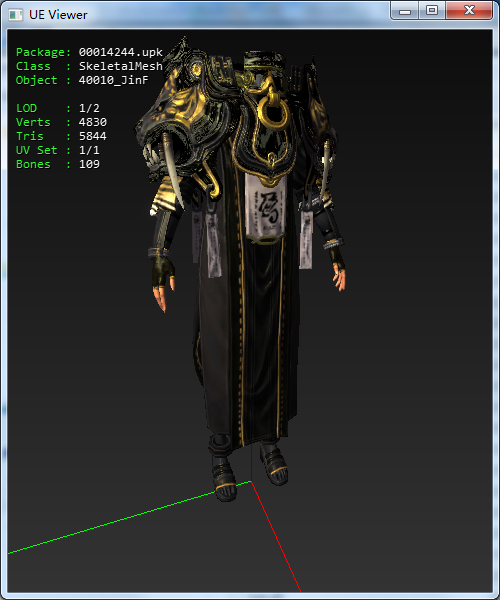 UE Viewer
Package: 00014244.upk
Class : SkeletalMesh
Object : 40010_JinF
LOD : 1/2
Verts : 4830
Tris : 5844
UV Set : 1/1
Bones : 109